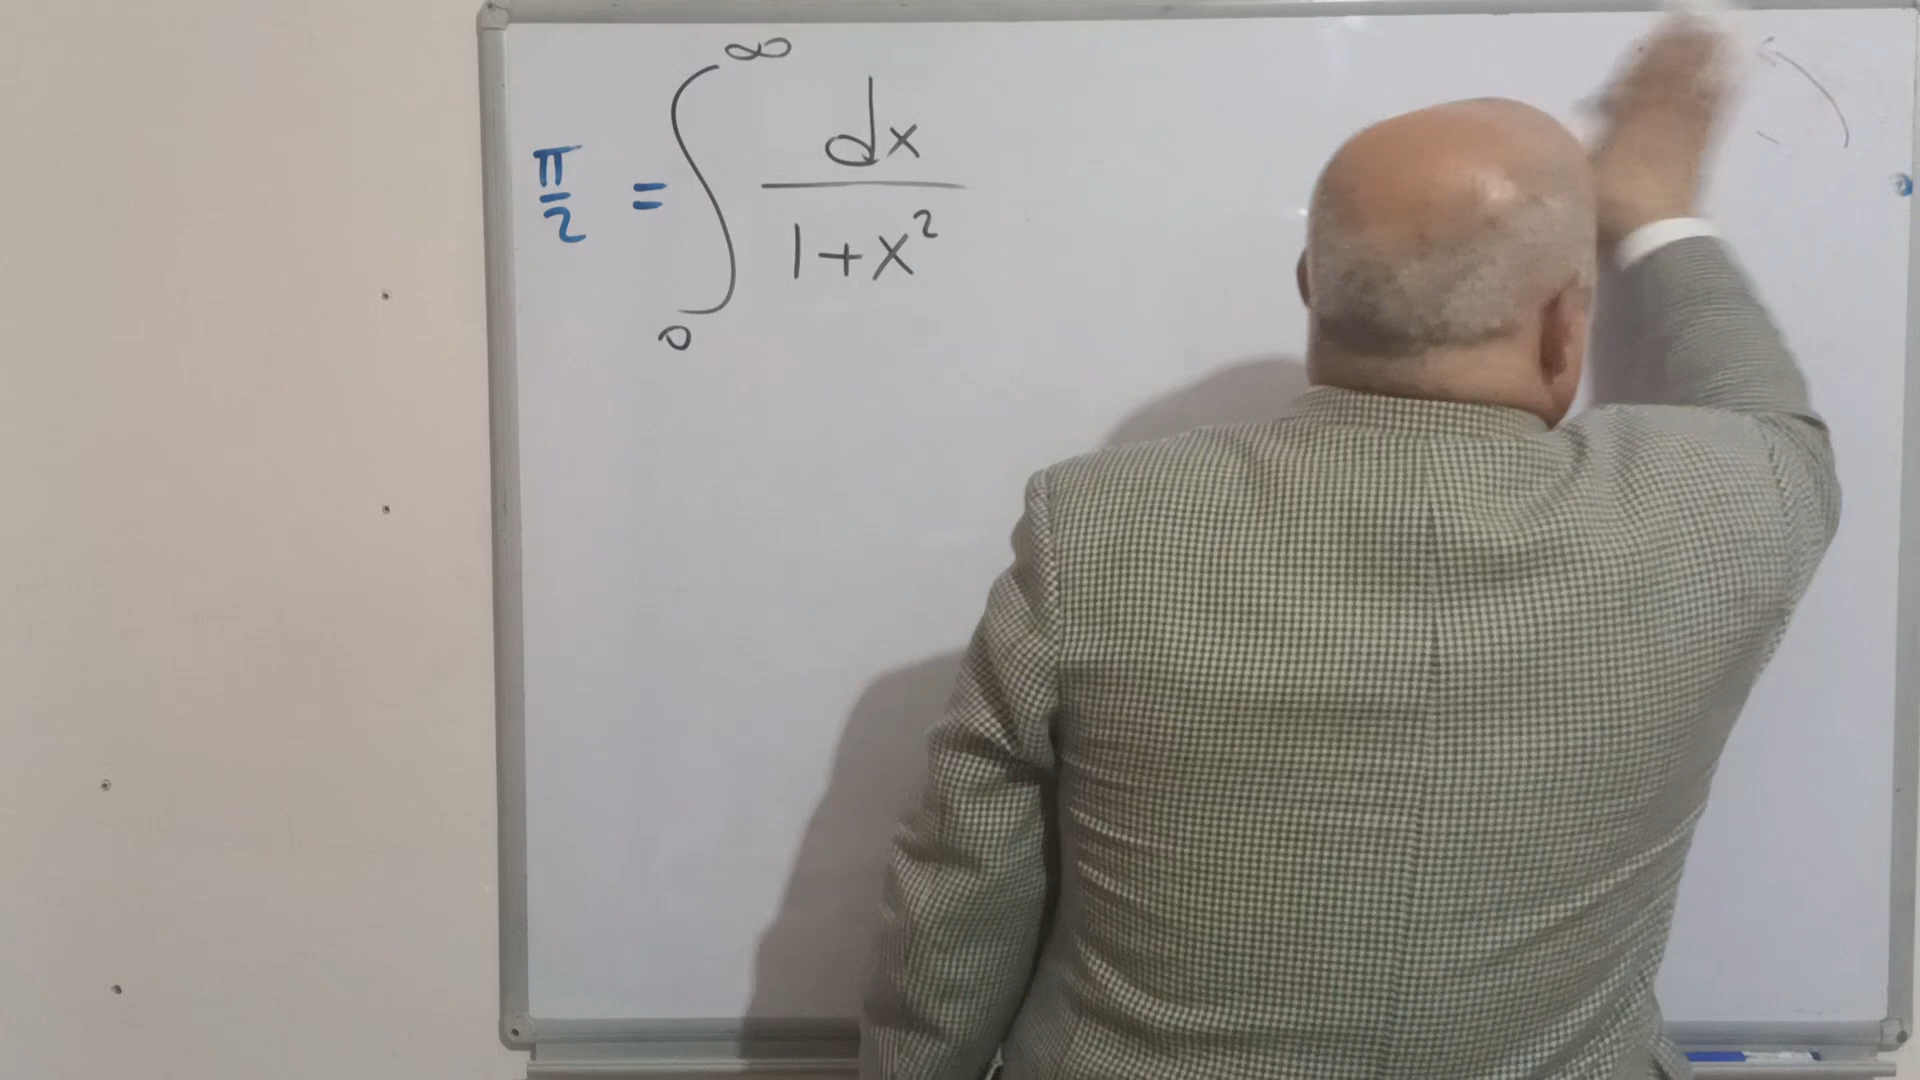 π/2 = ∫₀^∞ dx/(1+x²)